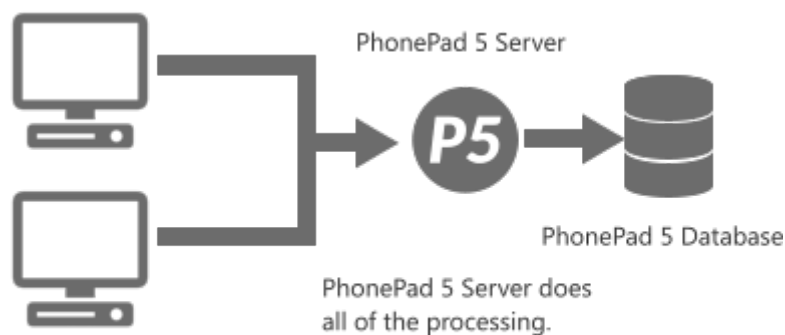 PhonePad 5 Server
P5
PhonePad 5 Database
PhonePad 5 Server does
all of the processing.